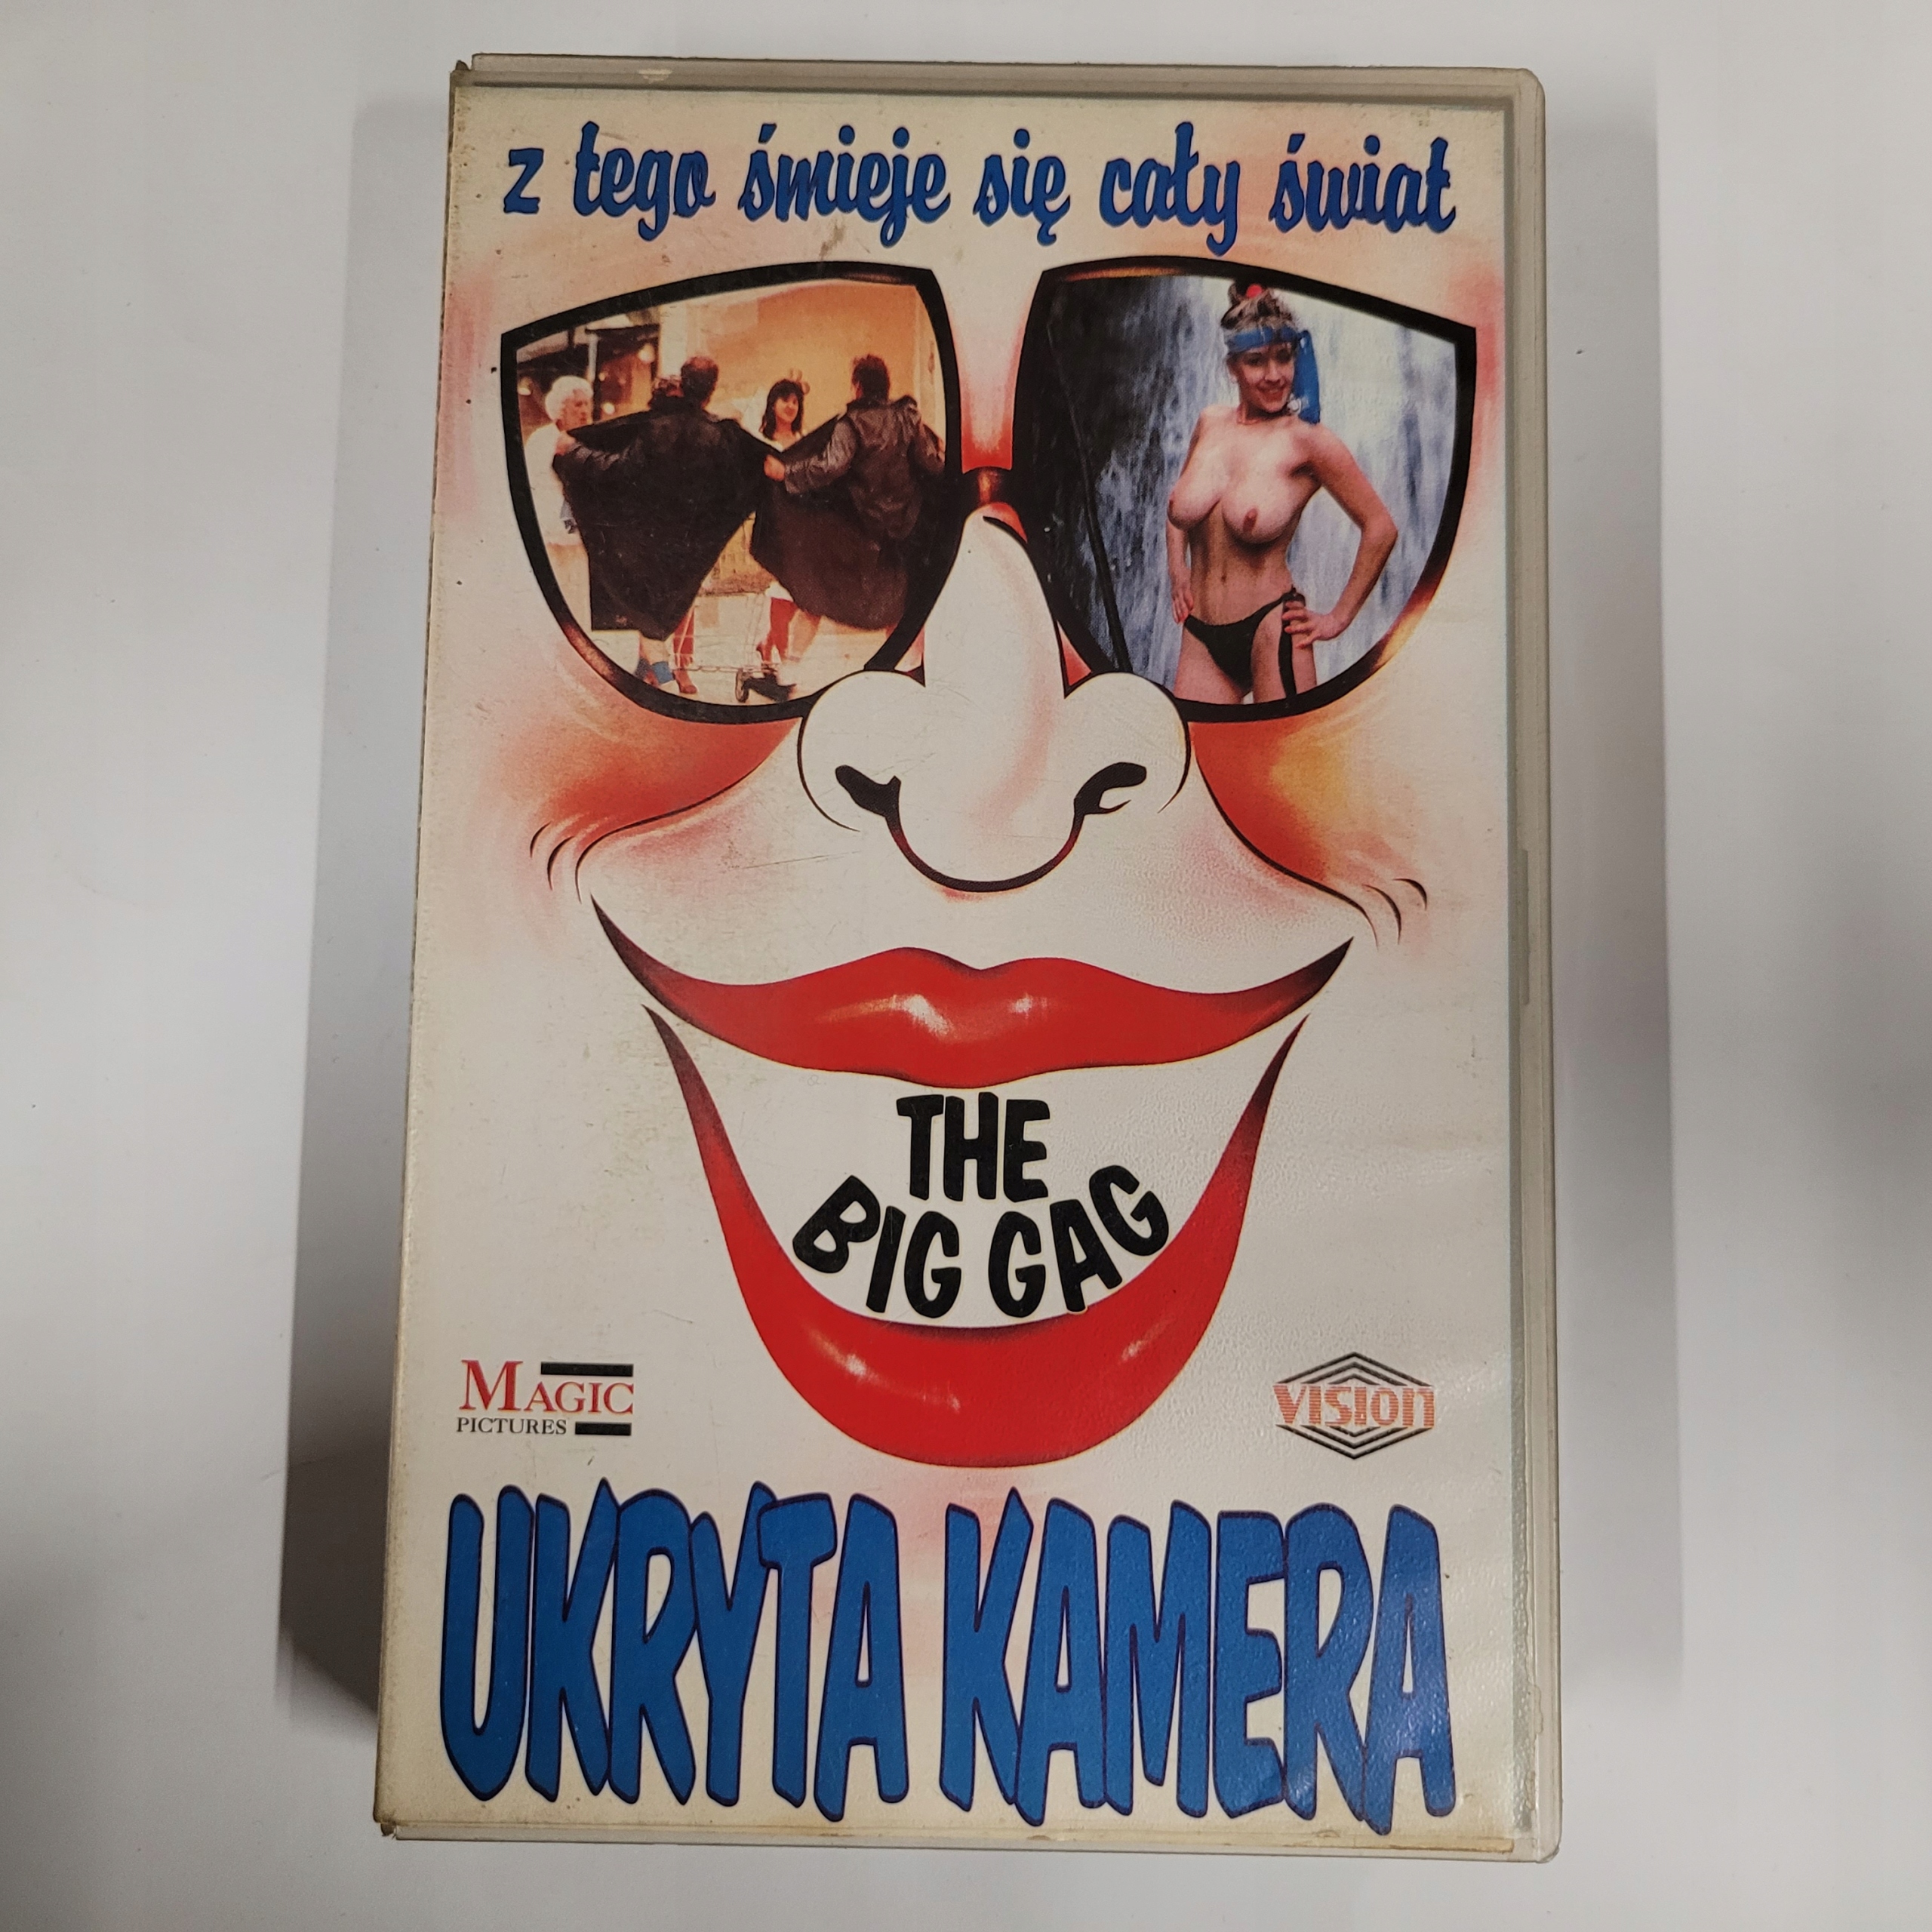 z tego śmieje się cały świat
THE
BIG GAG
MAGIC
PICTURES
VISION
UKRYTA KAMERA